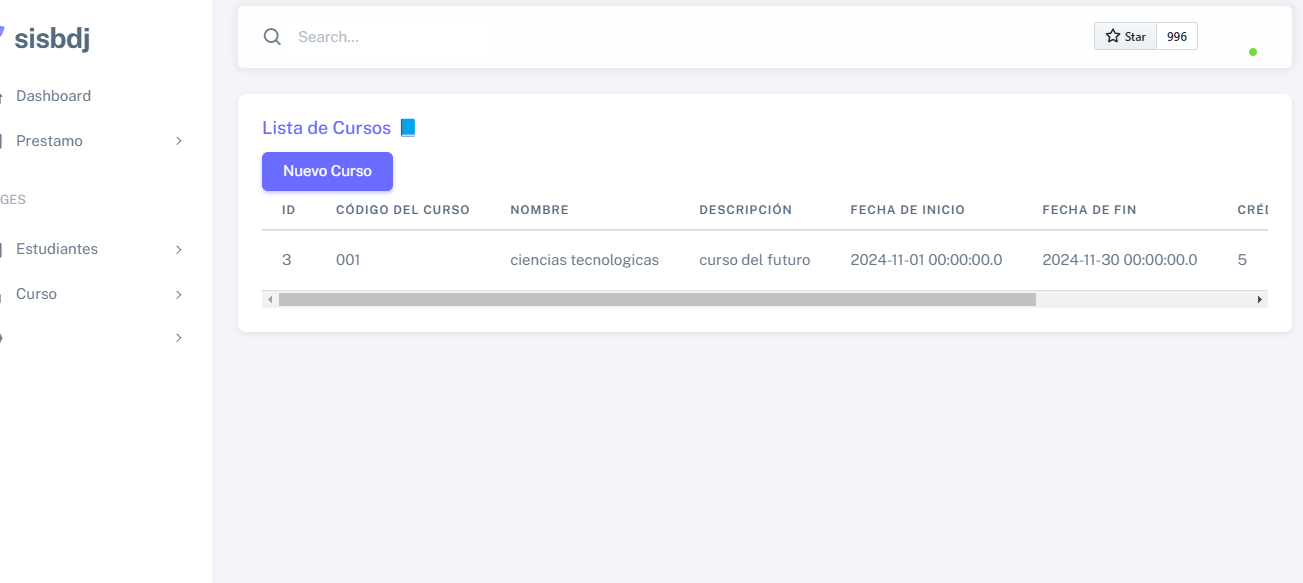 sisbdj
Search...
Star 996
Dashboard
Prestamo
GES
Estudiantes
Curso
Lista de Cursos
Nuevo Curso
ID CÓDIGO DEL CURSO NOMBRE DESCRIPCIÓN FECHA DE INICIO FECHA DE FIN CRÉD
3 001 ciencias tecnologicas curso del futuro 2024-11-01 00:00:00.0 2024-11-30 00:00:00.0 5